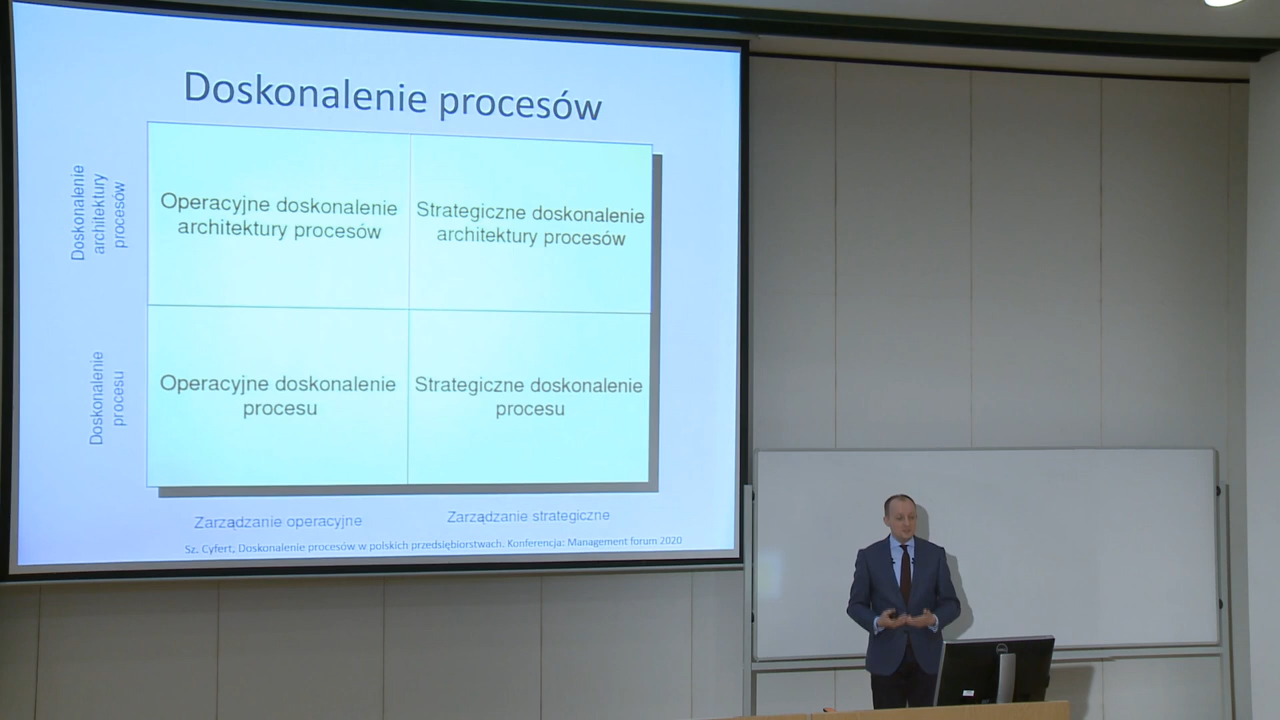 Doskonalenie procesów
Doskonalenie
architektury
procesów
Operacyjne doskonalenie
architektury procesów
Strategiczne doskonalenie
architektury procesów
Doskonalenie
procesu
Operacyjne doskonalenie
procesu
Strategiczne doskonalenie
procesu
Zarządzanie operacyjne
Zarządzanie strategiczne
Sz. Cyfert, Doskonalenie procesów w polskich przedsiębiorstwach. Konferencja: Management forum 2020
DELL